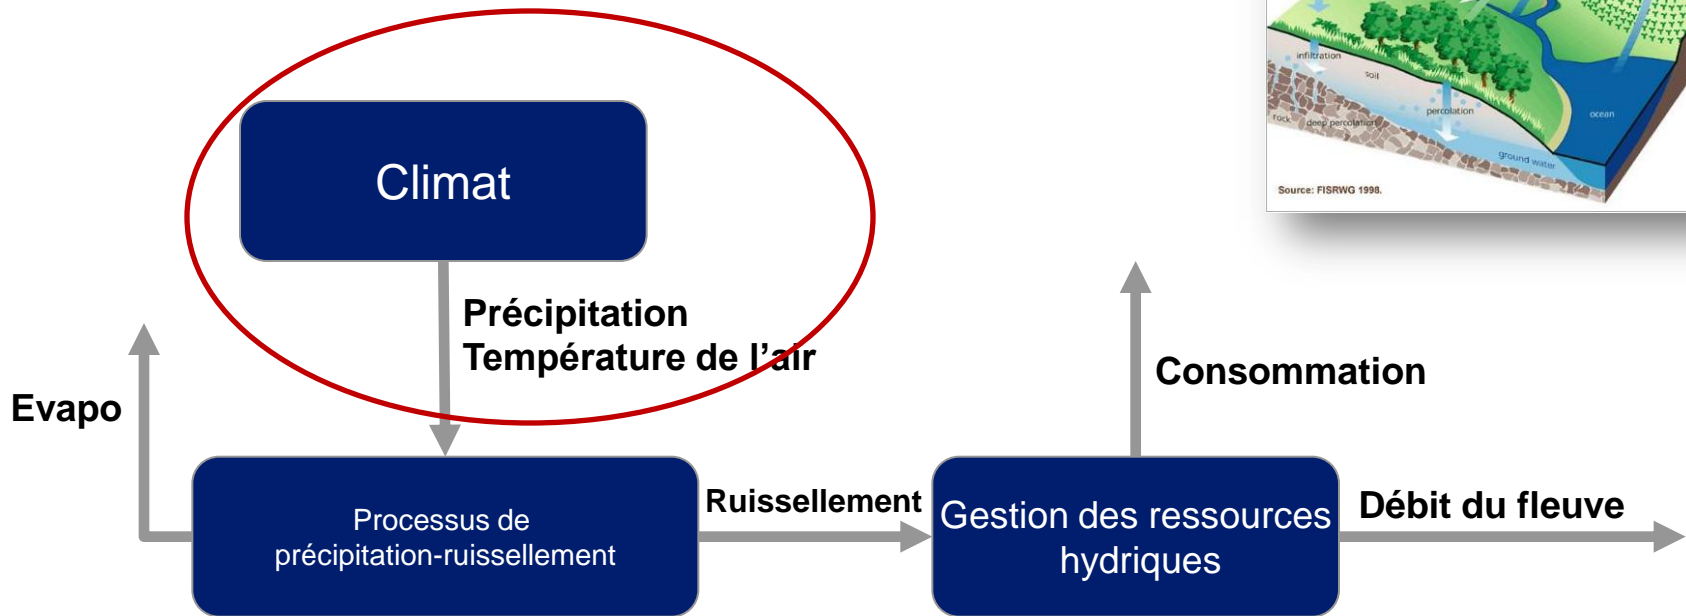 infiltration
soil
percolation
rock
deep percolation
ocean
ground water
Source: FISRWG 1998.
Climat
Précipitation
Température de l’air
Evapo
Consommation
Processus de
précipitation-ruissellement
Ruissellement
Gestion des ressources
hydriques
Débit du fleuve